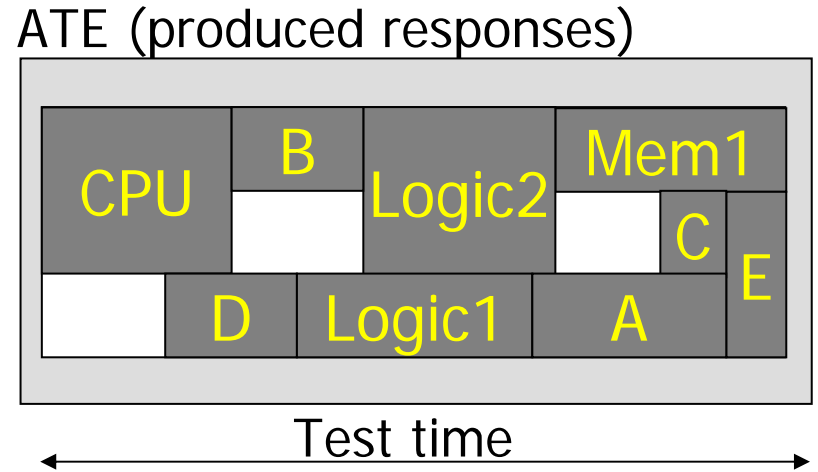 ATE (produced responses)
CPU
B
Logic2
Mem1
C
E
D
Logic1
A
Test time